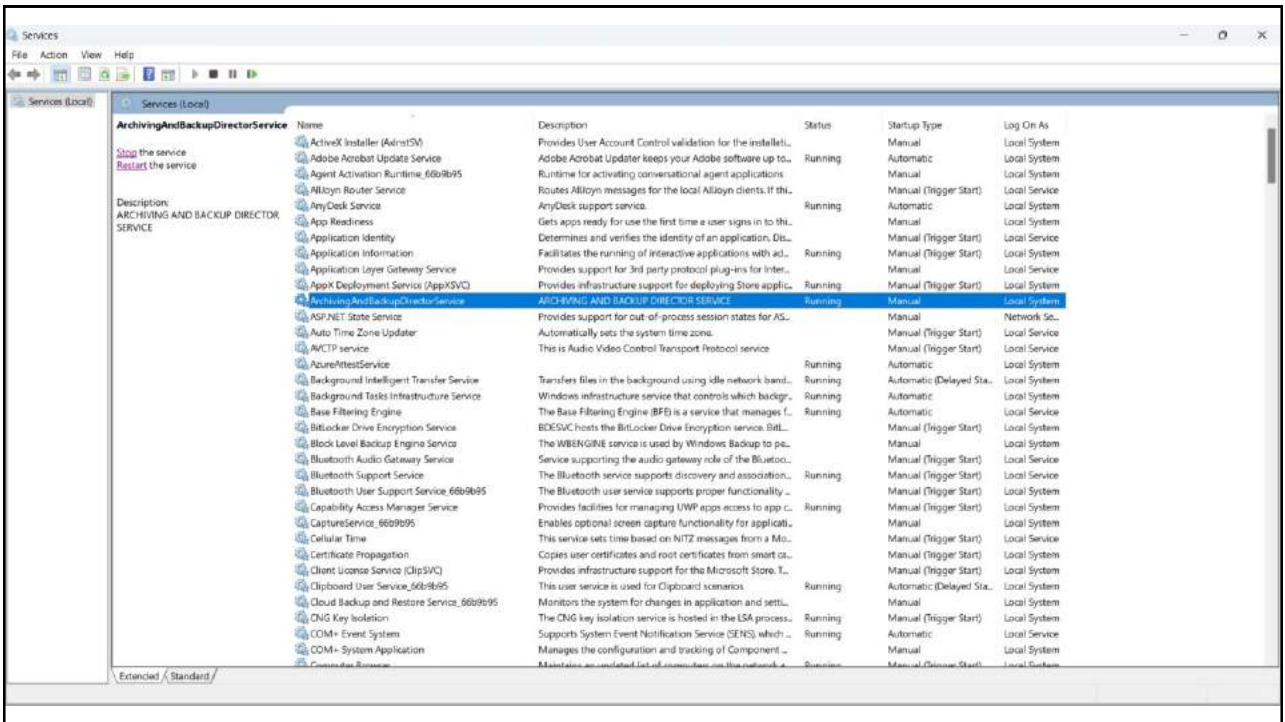 Services
File Action View Help
Services (Local)
Services (Local)
ArchivingAndBackupDirectorService
Stop the service
Restart the service
Description:
ARCHIVING AND BACKUP DIRECTOR
SERVICE
Name Description Status Startup Type Log On As
ActiveX Installer (AxInstSV) Provides User Account Control validation for the installati... Manual Local System
Adobe Acrobat Update Service Adobe Acrobat Updater keeps your Adobe software up to... Running Automatic Local System
Agent Activation Runtime_66b9b95 Runtime for activating conversational agent applications Manual Local System
AllJoyn Router Service Routes AllJoyn messages for the local AllJoyn clients. If thi... Manual (Trigger Start) Local Service
AnyDesk Service AnyDesk support service. Running Automatic Local System
App Readiness Gets apps ready for use the first time a user signs in to thi... Manual Local System
Application Identity Determines and verifies the identity of an application. Dis... Manual (Trigger Start) Local Service
Application Information Facilitates the running of interactive applications with ad... Running Manual (Trigger Start) Local System
Application Layer Gateway Service Provides support for 3rd party protocol plug-ins for Inter... Manual Local Service
AppX Deployment Service (AppXSVC) Provides infrastructure support for deploying Store applic... Running Manual (Trigger Start) Local System
ArchivingAndBackupDirectorService ARCHIVING AND BACKUP DIRECTOR SERVICE Running Manual Local System
ASP.NET State Service Provides support for out-of-process session states for AS... Manual Network Se...
Auto Time Zone Updater Automatically sets the system time zone. Manual (Trigger Start) Local Service
AVCTP service This is Audio Video Control Transport Protocol service Manual (Trigger Start) Local Service
AzureAttestService Running Automatic Local System
Background Intelligent Transfer Service Transfers files in the background using idle network band... Running Automatic (Delayed Sta... Local System
Background Tasks Infrastructure Service Windows infrastructure service that controls which backgr... Running Automatic Local System
Base Filtering Engine The Base Filtering Engine (BFE) is a service that manages f... Running Automatic Local Service
BitLocker Drive Encryption Service BDESVC hosts the BitLocker Drive Encryption service. BitL... Manual (Trigger Start) Local System
Block Level Backup Engine Service The WBENGINE service is used by Windows Backup to pe... Manual Local System
Bluetooth Audio Gateway Service Service supporting the audio gateway role of the Bluetoo... Manual (Trigger Start) Local Service
Bluetooth Support Service The Bluetooth service supports discovery and association... Running Manual (Trigger Start) Local Service
Bluetooth User Support Service_66b9b95 The Bluetooth user service supports proper functionality ... Manual (Trigger Start) Local System
Capability Access Manager Service Provides facilities for managing UWP apps access to app c... Running Manual (Trigger Start) Local System
CaptureService_66b9b95 Enables optional screen capture functionality for applicati... Manual Local System
Cellular Time This service sets time based on NITZ messages from a Mo... Manual (Trigger Start) Local Service
Certificate Propagation Copies user certificates and root certificates from smart ca... Manual (Trigger Start) Local System
Client License Service (ClipSVC) Provides infrastructure support for the Microsoft Store. T... Manual (Trigger Start) Local System
Clipboard User Service_66b9b95 This user service is used for Clipboard scenarios Running Automatic (Delayed Sta... Local System
Cloud Backup and Restore Service_66b9b95 Monitors the system for changes in application and setti... Manual Local System
CNG Key Isolation The CNG key isolation service is hosted in the LSA process... Running Manual (Trigger Start) Local System
COM+ Event System Supports System Event Notification Service (SENS), which ... Running Automatic Local Service
COM+ System Application Manages the configuration and tracking of Component ... Manual Local System
Computer Browser Maintains an updated list of computers on the network a... Running Manual (Trigger Start) Local System
Extended Standard